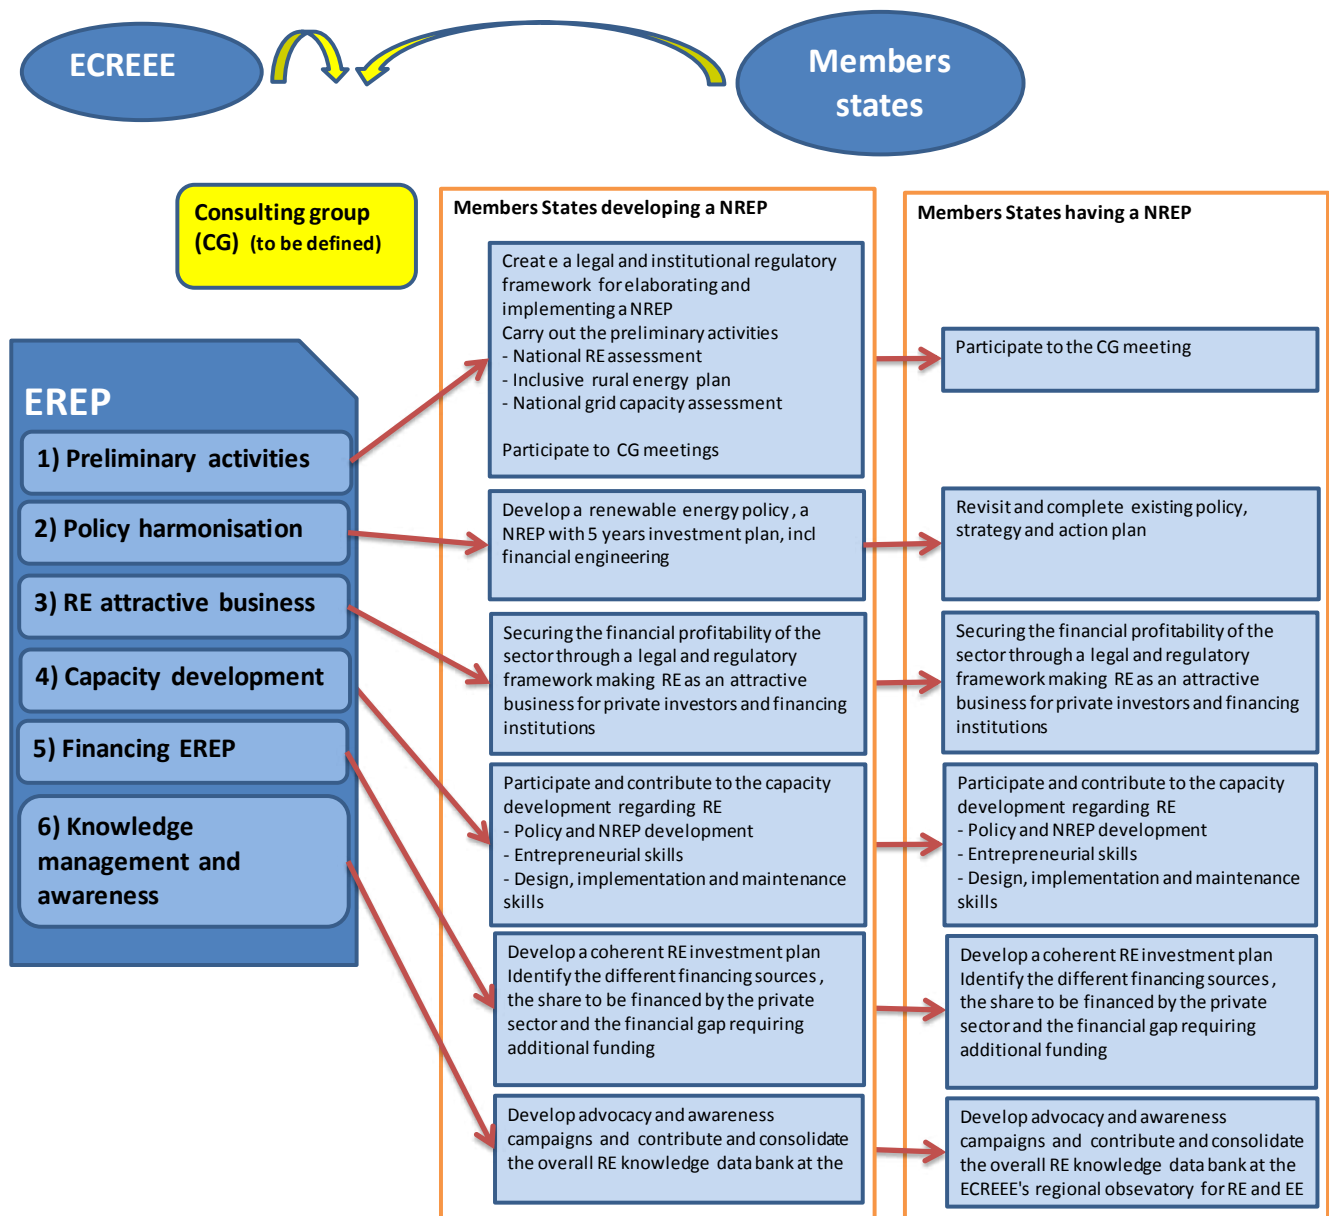 ECREEE
Members
states
Consulting group
(CG) (to be defined)
EREP
1) Preliminary activities
2) Policy harmonisation
3) RE attractive business
4) Capacity development
5) Financing EREP
6) Knowledge
management and
awareness
Members States developing a NREP
Creat e a legal and institutional regulatory
framework for elaborating and
implementing a NREP
Carry out the preliminary activities
- National RE assessment
- Inclusive rural energy plan
- National grid capacity assessment
Participate to CG meetings
Develop a renewable energy policy , a
NREP with 5 years investment plan, incl
financial engineering
Securing the financial profitability of the
sector through a legal and regulatory
framework making RE as an attractive
business for private investors and financing
institutions
Participate and contribute to the capacity
development regarding RE
- Policy and NREP development
- Entrepreneurial skills
- Design, implementation and maintenance
skills
Develop a coherent RE investment plan
Identify the different financing sources ,
the share to be financed by the private
sector and the financial gap requiring
additional funding
Develop advocacy and awareness
campaigns and contribute and consolidate
the overall RE knowledge data bank at the
Members States having a NREP
Participate to the CG meeting
Revisit and complete existing policy,
strategy and action plan
Securing the financial profitability of the
sector through a legal and regulatory
framework making RE as an attractive
business for private investors and financing
institutions
Participate and contribute to the capacity
development regarding RE
- Policy and NREP development
- Entrepreneurial skills
- Design, implementation and maintenance
skills
Develop a coherent RE investment plan
Identify the different financing sources ,
the share to be financed by the private
sector and the financial gap requiring
additional funding
Develop advocacy and awareness
campaigns and contribute and consolidate
the overall RE knowledge data bank at the
ECREEE's regional obsevatory for RE and EE